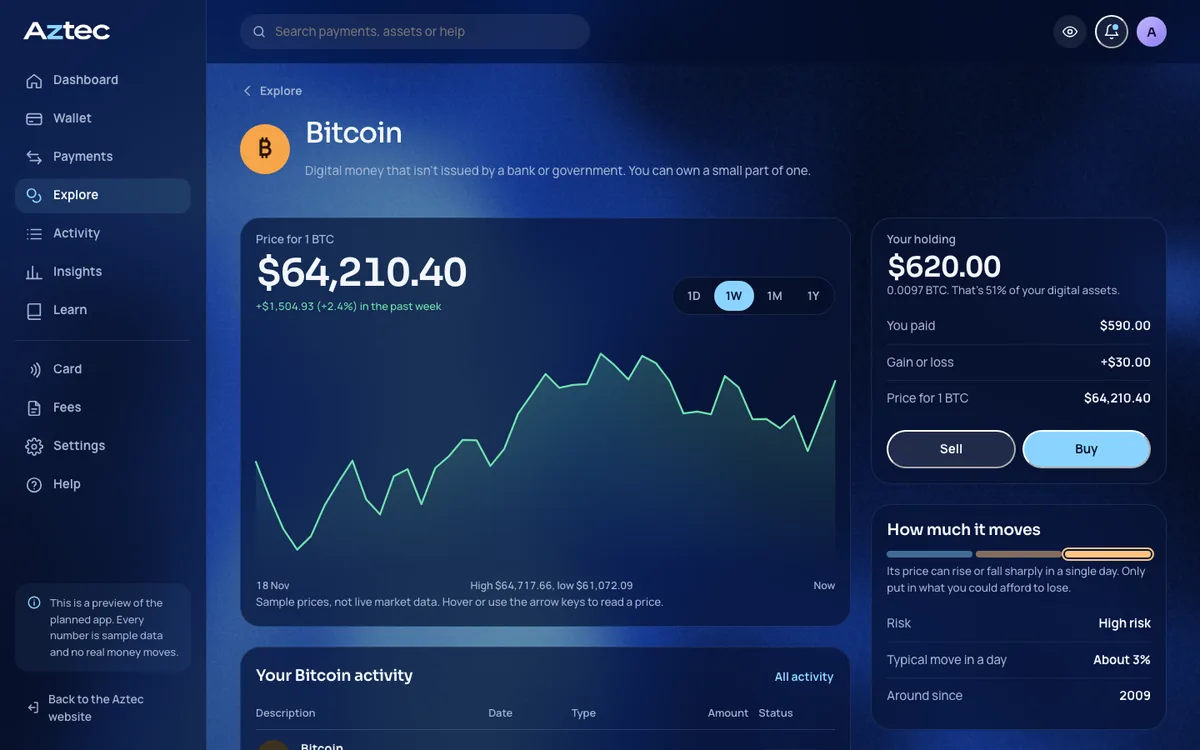 Aztec
Search payments, assets or help
A
Dashboard
Wallet
Payments
Explore
Activity
Insights
Learn
Card
Fees
Settings
Help
This is a preview of the
planned app. Every
number is sample data
and no real money moves.
Back to the Aztec
website
Explore
Bitcoin
Digital money that isn't issued by a bank or government. You can own a small part of one.
Price for 1 BTC
$64,210.40
+$1,504.93 (+2.4%) in the past week
1D 1W 1M 1Y
18 Nov High $64,717.66, low $61,072.09 Now
Sample prices, not live market data. Hover or use the arrow keys to read a price.
Your Bitcoin activity
All activity
Description Date Type Amount Status
Bitcoin
Your holding
$620.00
0.0097 BTC. That's 51% of your digital assets.
You paid $590.00
Gain or loss +$30.00
Price for 1 BTC $64,210.40
Sell Buy
How much it moves
Its price can rise or fall sharply in a single day. Only
put in what you could afford to lose.
Risk High risk
Typical move in a day About 3%
Around since 2009